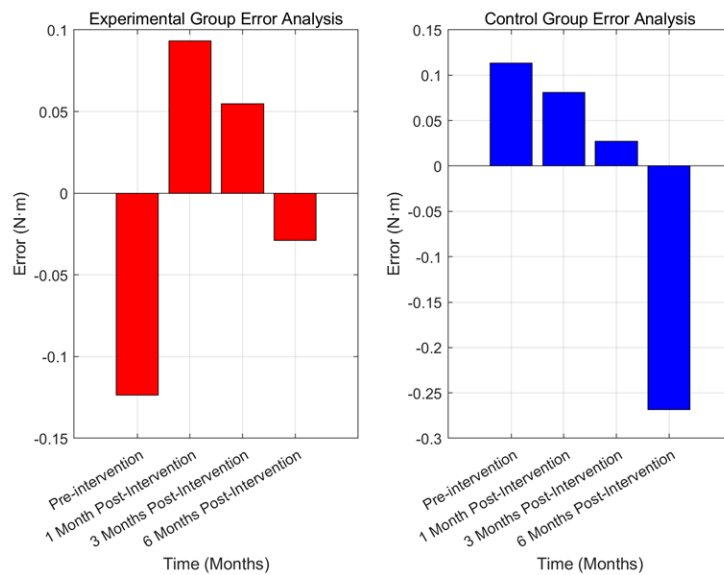 Experimental Group Error Analysis
0.1
0.05
0
-0.05
-0.1
-0.15
Error (N·m)
Pre-intervention
1 Month Post-Intervention
3 Months Post-Intervention
6 Months Post-Intervention
Time (Months)
Control Group Error Analysis
0.15
0.1
0.05
0
-0.05
-0.1
-0.15
-0.2
-0.25
-0.3
Error (N·m)
Pre-intervention
1 Month Post-Intervention
3 Months Post-Intervention
6 Months Post-Intervention
Time (Months)